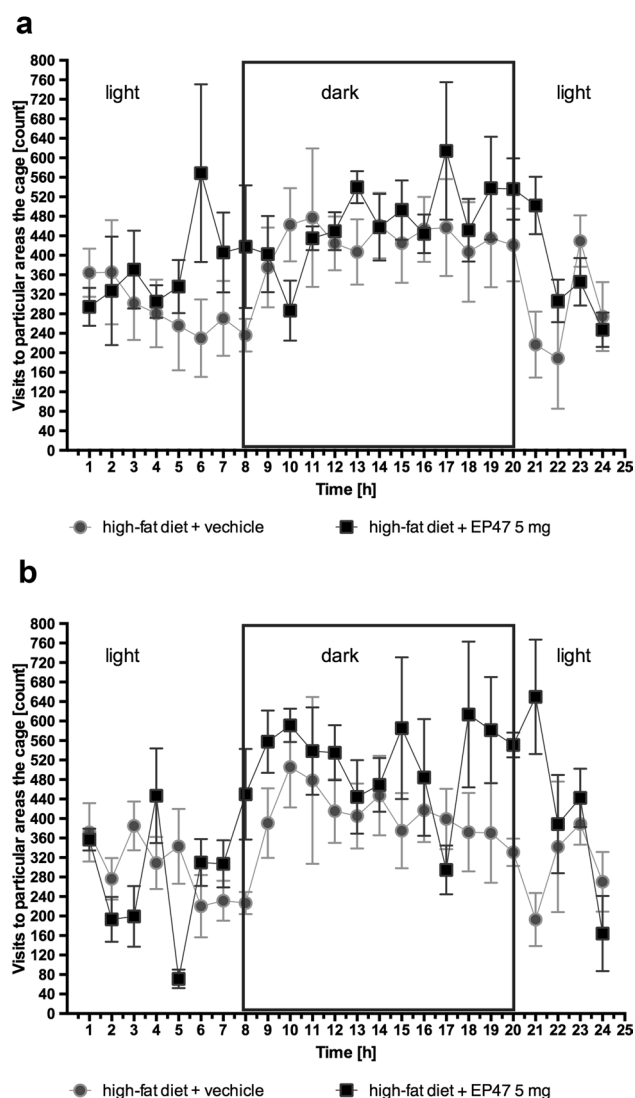 a
Visits to particular areas the cage [count]
800
760
720
680
640
600
560
520
480
440
400
360
320
280
240
200
160
120
80
40
0
light
dark
light
1 2 3 4 5 6 7 8 9 10 11 12 13 14 15 16 17 18 19 20 21 22 23 24 25
Time [h]
high-fat diet + vechicle
high-fat diet + EP47 5 mg
b
Visits to particular areas the cage [count]
800
760
720
680
640
600
560
520
480
440
400
360
320
280
240
200
160
120
80
40
0
light
dark
light
1 2 3 4 5 6 7 8 9 10 11 12 13 14 15 16 17 18 19 20 21 22 23 24 25
Time [h]
high-fat diet + vechicle
high-fat diet + EP47 5 mg